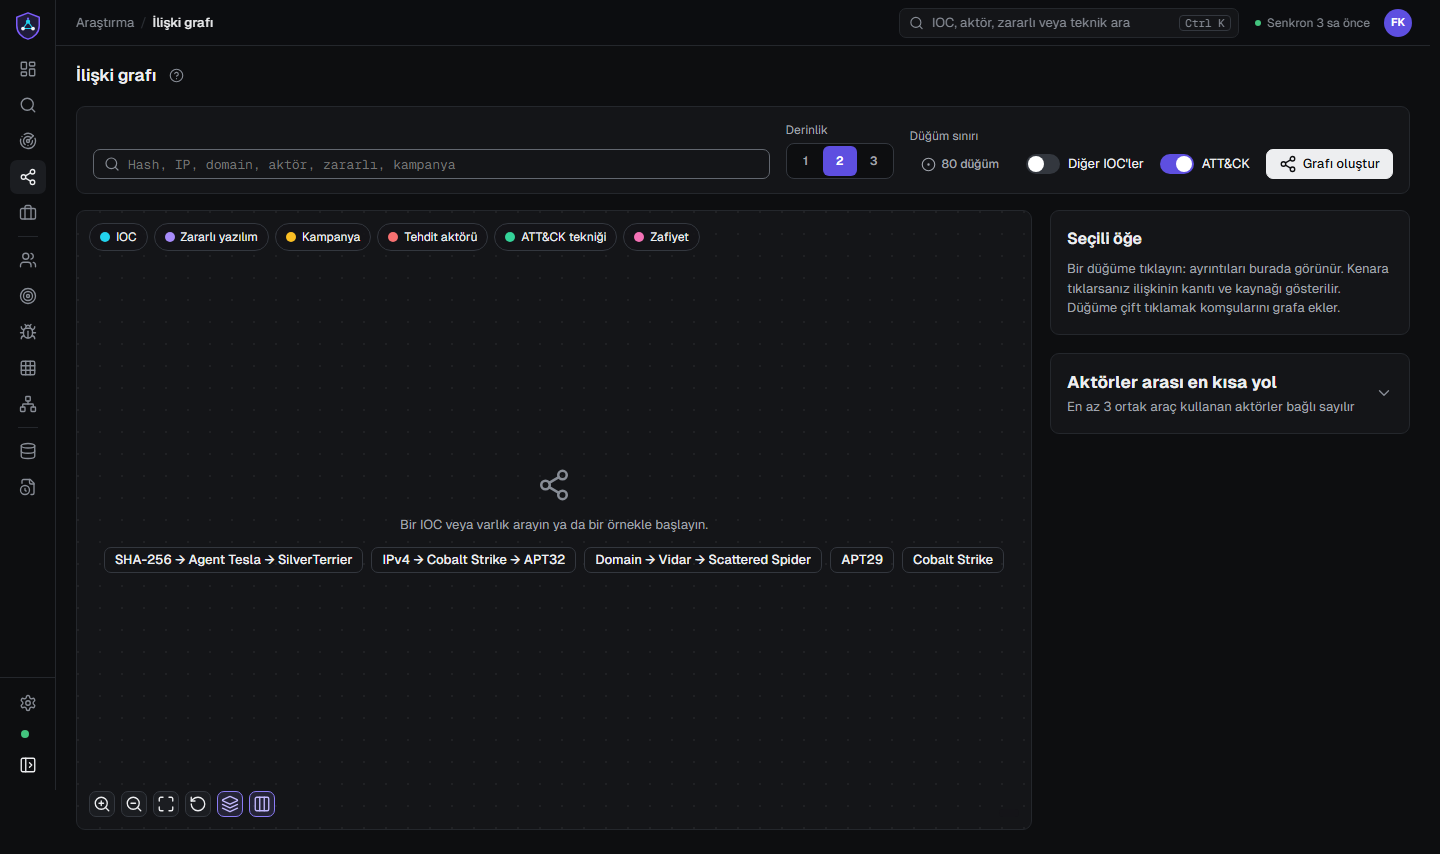 Araştırma / İlişki grafı
IOC, aktör, zararlı veya teknik ara
Ctrl K
Senkron 3 sa önce
FK
İlişki grafı
Hash, IP, domain, aktör, zararlı, kampanya
Derinlik
1 2 3
Düğüm sınırı
80 düğüm
Diğer IOC'ler
ATT&CK
Grafı oluştur
IOC
Zararlı yazılım
Kampanya
Tehdit aktörü
ATT&CK tekniği
Zafiyet
Bir IOC veya varlık arayın ya da bir örnekle başlayın.
SHA-256 → Agent Tesla → SilverTerrier
IPv4 → Cobalt Strike → APT32
Domain → Vidar → Scattered Spider
APT29
Cobalt Strike
Seçili öğe
Bir düğüme tıklayın: ayrıntıları burada görünür. Kenara
tıklarsanız ilişkinin kanıtı ve kaynağı gösterilir.
Düğüme çift tıklamak komşularını grafa ekler.
Aktörler arası en kısa yol
En az 3 ortak araç kullanan aktörler bağlı sayılır